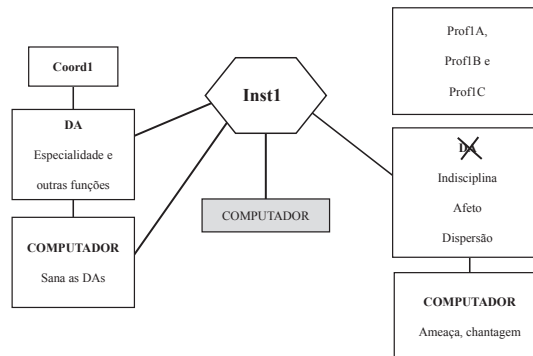 Coord1
DA
Especialidade e
outras funções
COMPUTADOR
Sana as DAs
Inst1
COMPUTADOR
Prof1A,
Prof1B e
Prof1C
DA
Indisciplina
Afeto
Dispersão
COMPUTADOR
Ameaça, chantagem